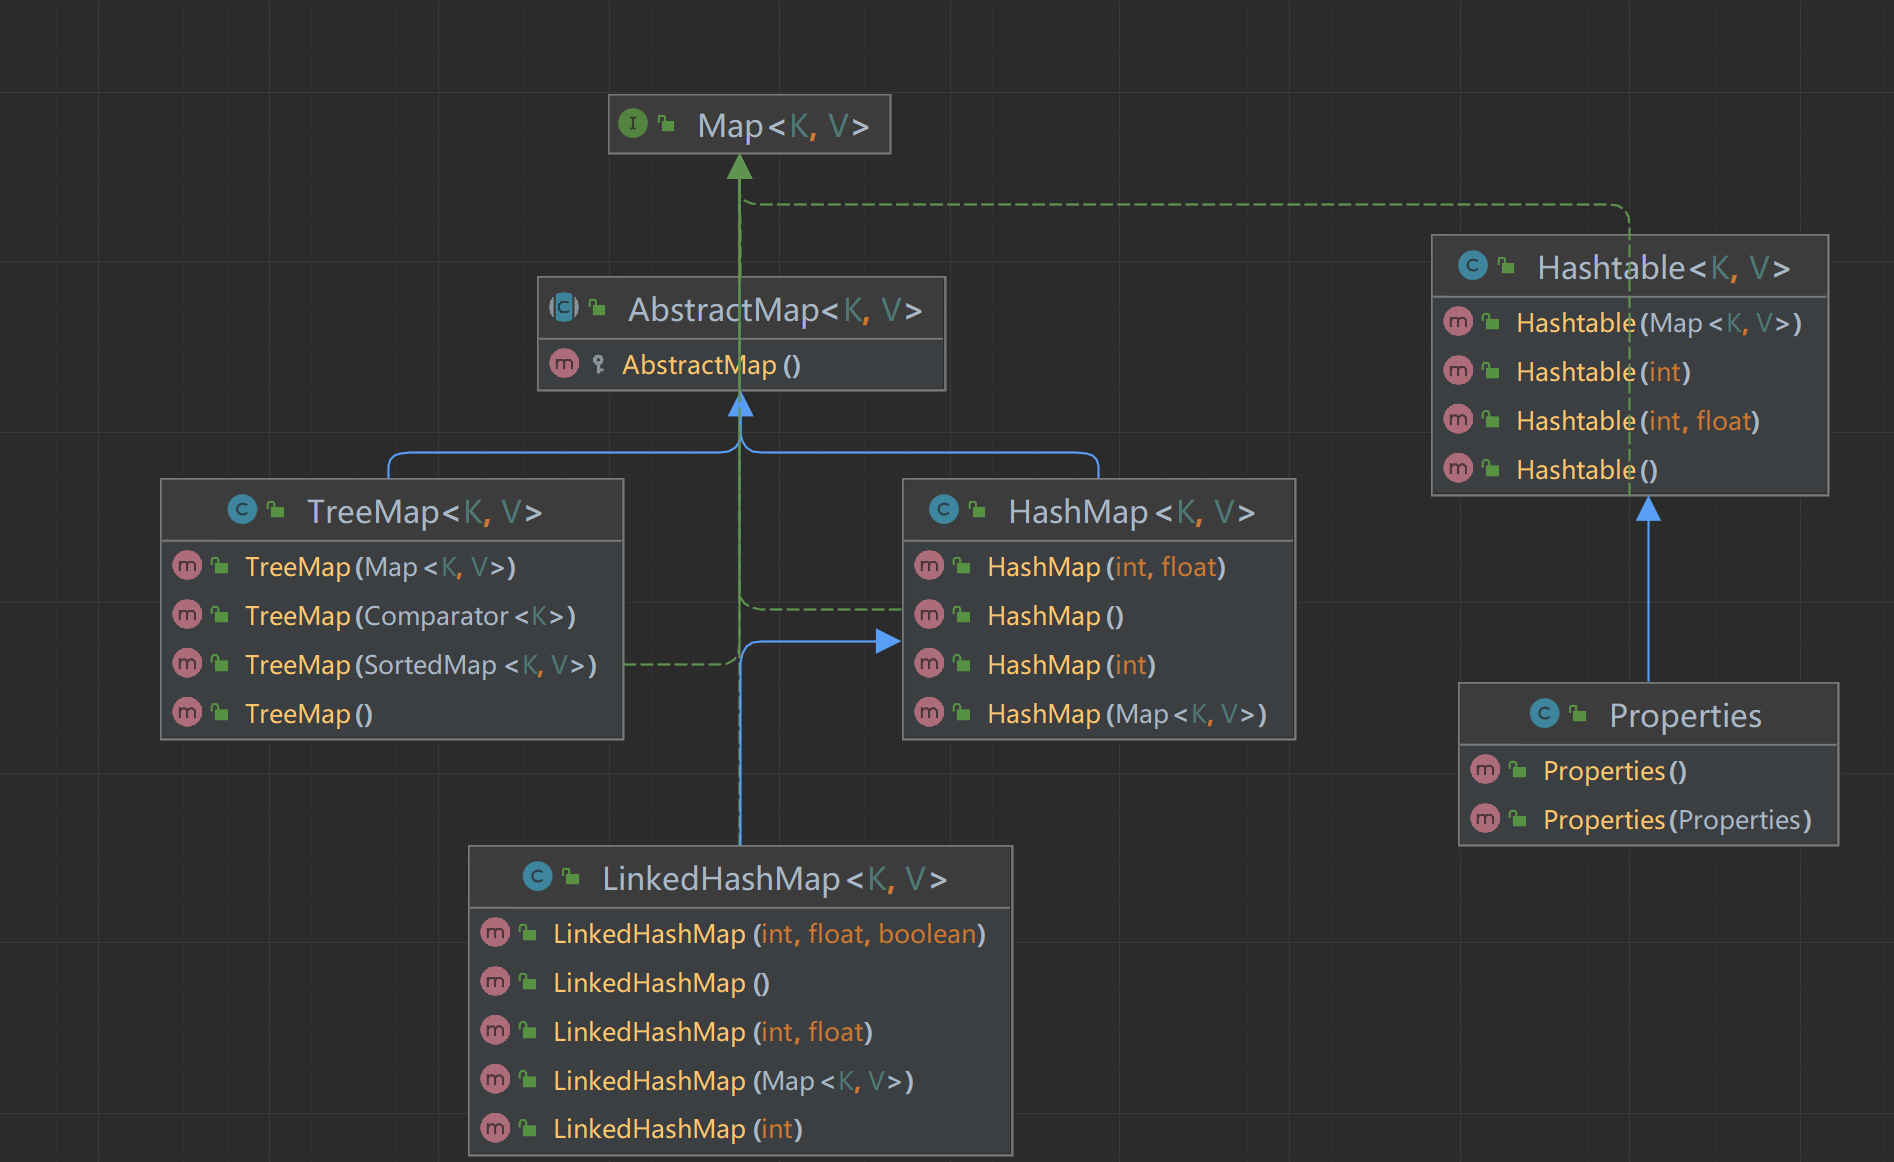 Map<K, V>
AbstractMap<K, V>
AbstractMap()
Hashtable<K, V>
Hashtable(Map<K, V>)
Hashtable(int)
Hashtable(int, float)
Hashtable()
TreeMap<K, V>
TreeMap(Map<K, V>)
TreeMap(Comparator<K>)
TreeMap(SortedMap<K, V>)
TreeMap()
HashMap<K, V>
HashMap(int, float)
HashMap()
HashMap(int)
HashMap(Map<K, V>)
Properties
Properties()
Properties(Properties)
LinkedHashMap<K, V>
LinkedHashMap(int, float, boolean)
LinkedHashMap()
LinkedHashMap(int, float)
LinkedHashMap(Map<K, V>)
LinkedHashMap(int)